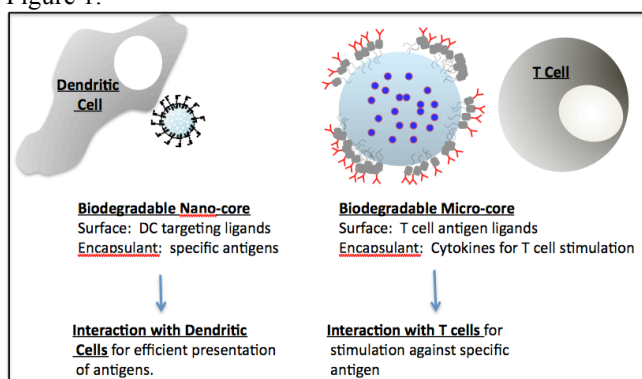 Figure 1.
Dendritic
Cell
T Cell
Biodegradable Nano-core
Surface: DC targeting ligands
Encapsulant: specific antigens
Biodegradable Micro-core
Surface: T cell antigen ligands
Encapsulant: Cytokines for T cell stimulation
Interaction with Dendritic
Cells for efficient presentation
of antigens.
Interaction with T cells for
stimulation against specific
antigen